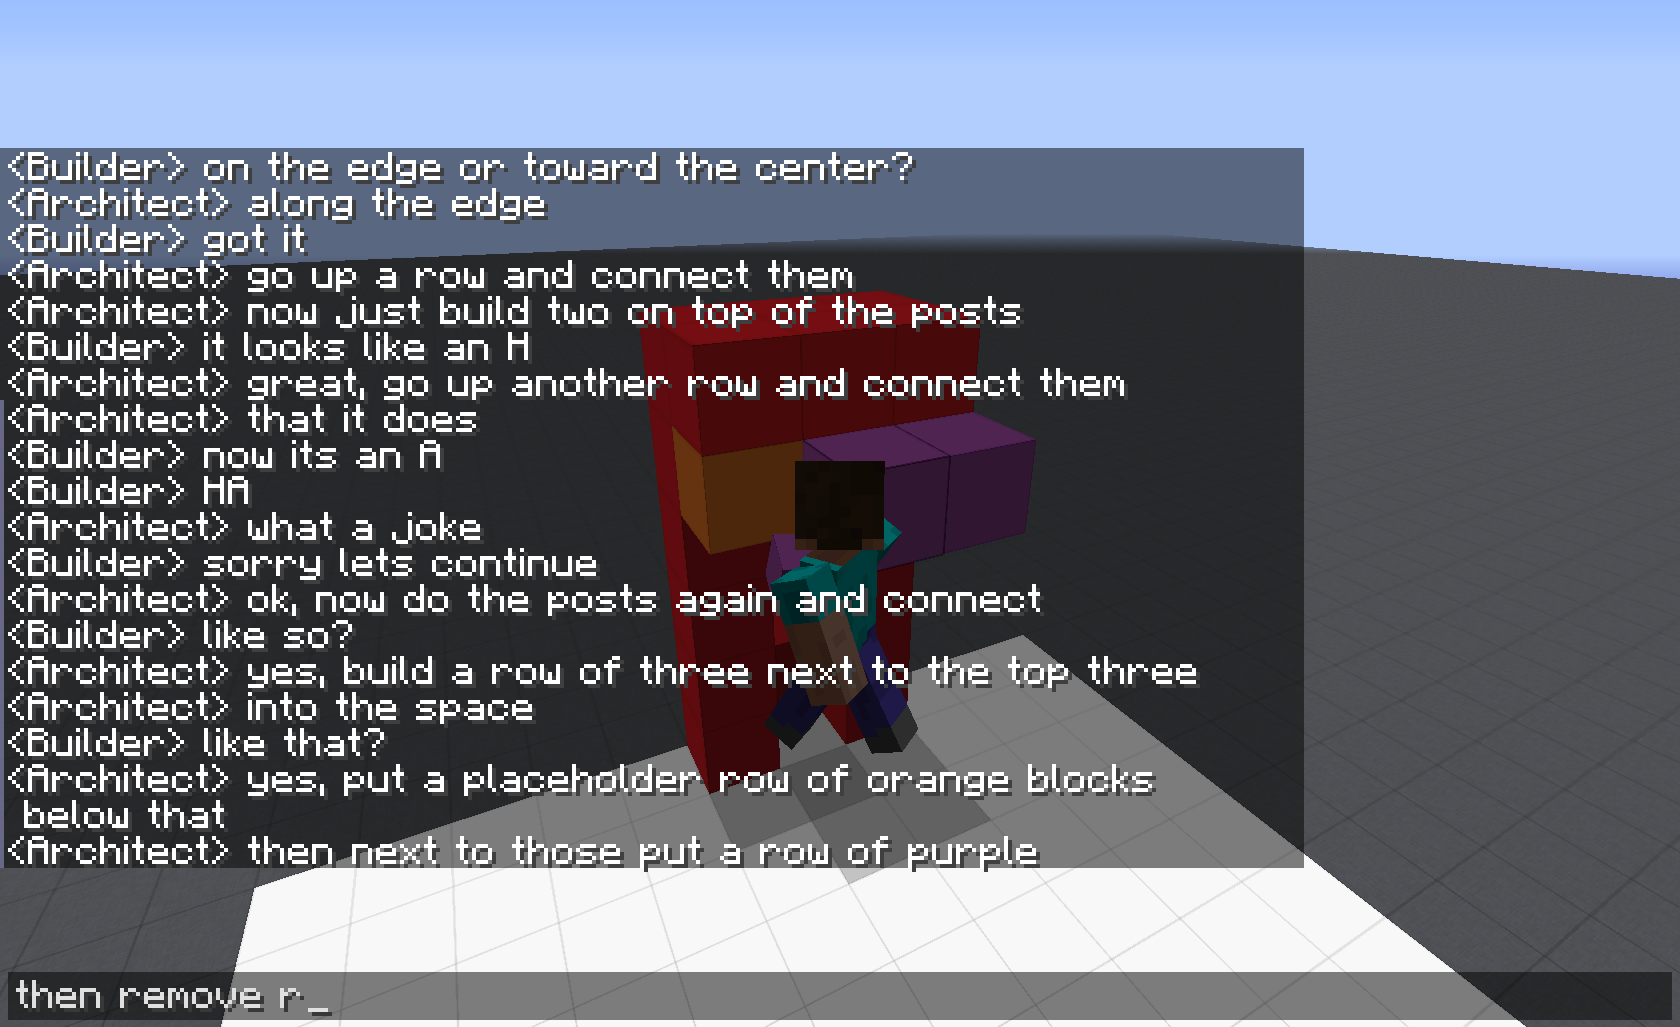 <Builder> on the edge or toward the center?
<Architect> along the edge
<Builder> got it
<Architect> go up a row and connect them
<Architect> now just build two on top of the posts
<Builder> it looks like an H
<Architect> great, go up another row and connect them
<Architect> that it does
<Builder> now its an A
<Builder> HA
<Architect> what a joke
<Builder> sorry lets continue
<Architect> ok, now do the posts again and connect
<Builder> like so?
<Architect> yes, build a row of three next to the top three
<Architect> into the space
<Builder> like that?
<Architect> yes, put a placeholder row of orange blocks
below that
<Architect> then next to those put a row of purple
then remove r_